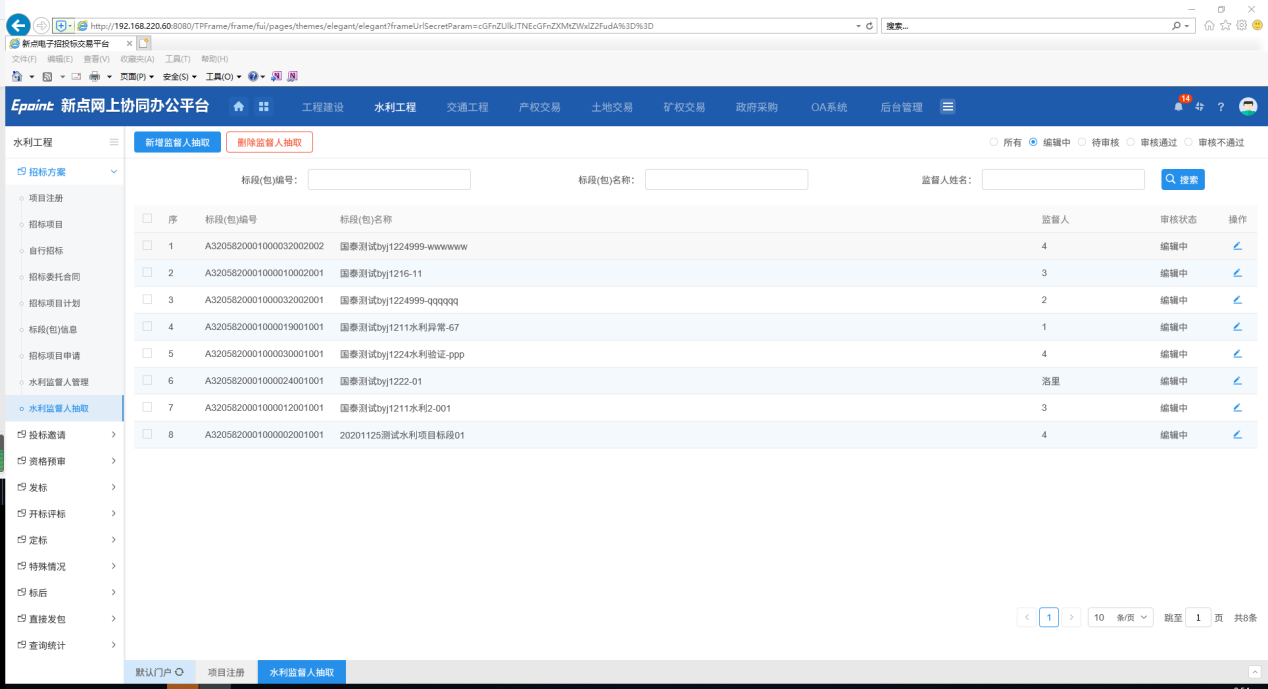 http://192.168.220.60:8080/TPFrame/frame/fui/pages/themes/elegant/elegant?frameUrlSecretParam=cGFnZUlkJTNEcGFnZXMtZWxlZ2FudA%3D%3D 搜索...
新点电子招投标交易平台
文件(F) 编辑(E) 查看(V) 收藏夹(A) 工具(T) 帮助(H)
页面(P) 安全(S) 工具(O)
Epoint 新点网上协同办公平台 工程建设 水利工程 交通工程 产权交易 土地交易 矿权交易 政府采购 OA系统 后台管理 14
水利工程
招标方案
项目注册
招标项目
自行招标
招标委托合同
招标项目计划
标段(包)信息
招标项目申请
水利监督人管理
水利监督人抽取
投标邀请
资格预审
发标
开标评标
定标
特殊情况
标后
直接发包
查询统计
新增监督人抽取 删除监督人抽取 所有 编辑中 待审核 审核通过 审核不通过
标段(包)编号： 标段(包)名称： 监督人姓名： 搜索
序 标段(包)编号 标段(包)名称 监督人 审核状态 操作
1 A3205820001000032002002 国泰测试byj1224999-wwwwww 4 编辑中
2 A3205820001000010002001 国泰测试byj1216-11 3 编辑中
3 A3205820001000032002001 国泰测试byj1224999-qqqqqq 2 编辑中
4 A3205820001000019001001 国泰测试byj1211水利异常-67 1 编辑中
5 A3205820001000030001001 国泰测试byj1224水利验证-ppp 4 编辑中
6 A3205820001000024001001 国泰测试byj1222-01 洛里 编辑中
7 A3205820001000012001001 国泰测试byj1211水利2-001 3 编辑中
8 A3205820001000002001001 20201125测试水利项目标段01 4 编辑中
1 10 条/页 跳至 1 页 共8条
默认门户 项目注册 水利监督人抽取